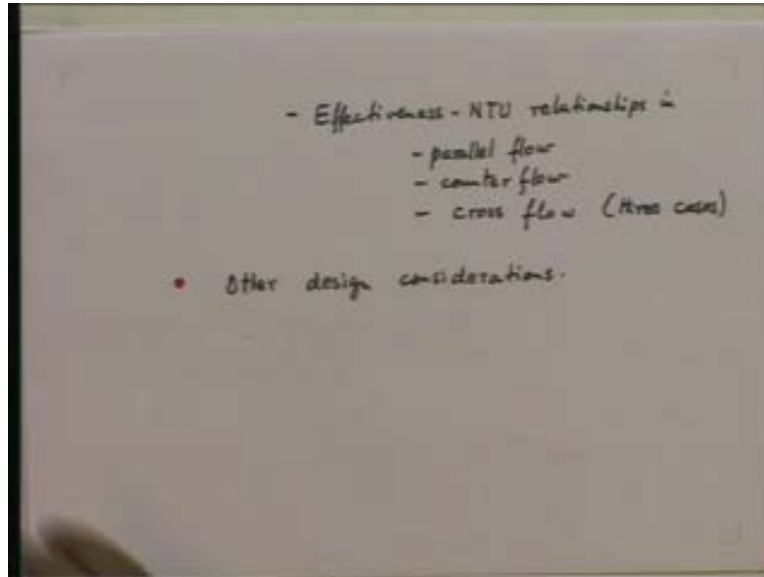 - Effectiveness - NTU relationships in
- parallel flow
- counter flow
- cross flow (three cases)
• Other design considerations.